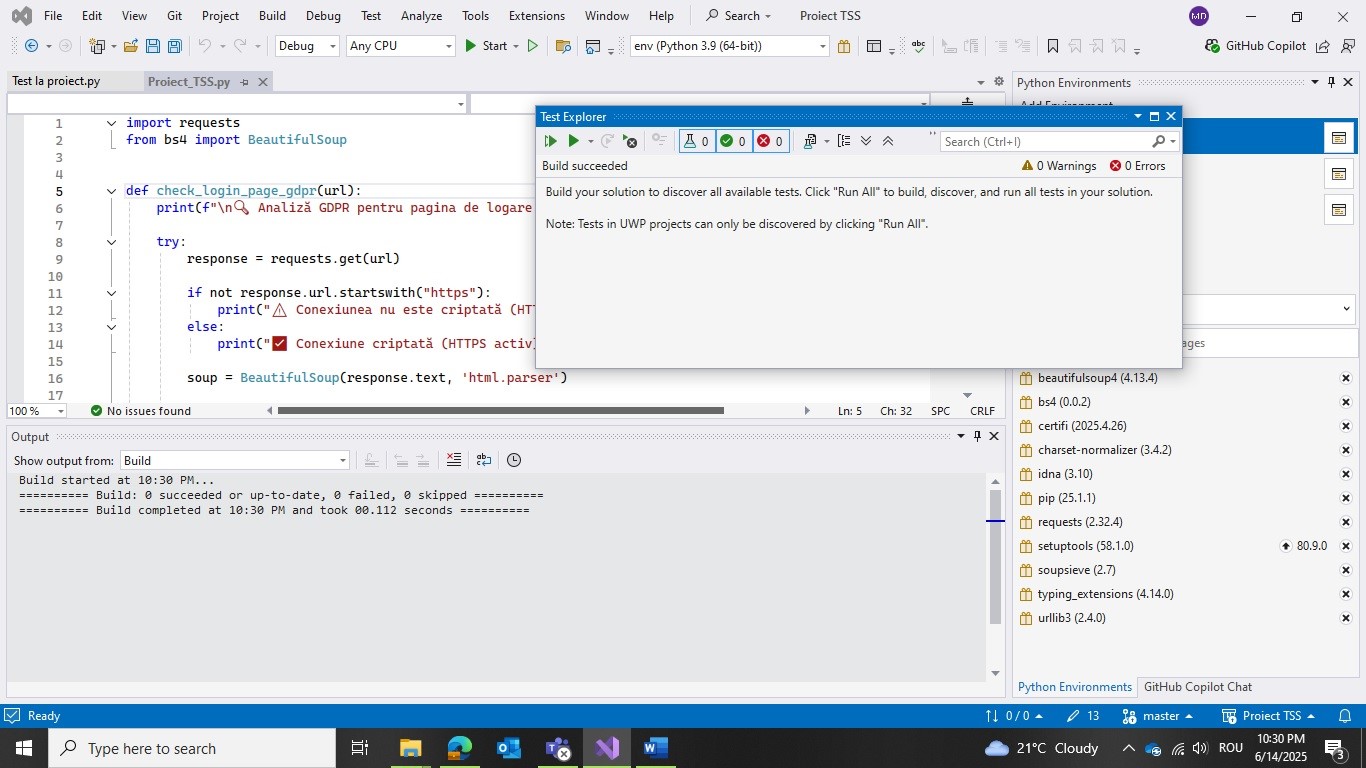 File Edit View Git Project Build Debug Test Analyze Tools Extensions Window Help Search Proiect TSS MD
Debug Any CPU Start env (Python 3.9 (64-bit)) GitHub Copilot
Test la proiect.py Proiect_TSS.py
Python Environments
1 import requests
2 from bs4 import BeautifulSoup
3
4
5 def check_login_page_gdpr(url):
6 print(f"\n🔍 Analiză GDPR pentru pagina de logare
7
8 try:
9 response = requests.get(url)
10
11 if not response.url.startswith("https"):
12 print("⚠ Conexiunea nu este criptată (HT
13 else:
14 print("✅ Conexiune criptată (HTTPS activ
15
16 soup = BeautifulSoup(response.text, 'html.parser')
17
100 % No issues found Ln: 5 Ch: 32 SPC CRLF
Test Explorer
0 0 0 Search (Ctrl+I)
Build succeeded 0 Warnings 0 Errors
Build your solution to discover all available tests. Click "Run All" to build, discover, and run all tests in your solution.
Note: Tests in UWP projects can only be discovered by clicking "Run All".
beautifulsoup4 (4.13.4)
bs4 (0.0.2)
certifi (2025.4.26)
charset-normalizer (3.4.2)
idna (3.10)
pip (25.1.1)
requests (2.32.4)
setuptools (58.1.0) 80.9.0
soupsieve (2.7)
typing_extensions (4.14.0)
urllib3 (2.4.0)
Python Environments GitHub Copilot Chat
Output
Show output from: Build
Build started at 10:30 PM...
========== Build: 0 succeeded or up-to-date, 0 failed, 0 skipped ==========
========== Build completed at 10:30 PM and took 00.112 seconds ==========
Ready 0 / 0 13 master Proiect TSS
Type here to search 21°C Cloudy ROU 10:30 PM
6/14/2025 3